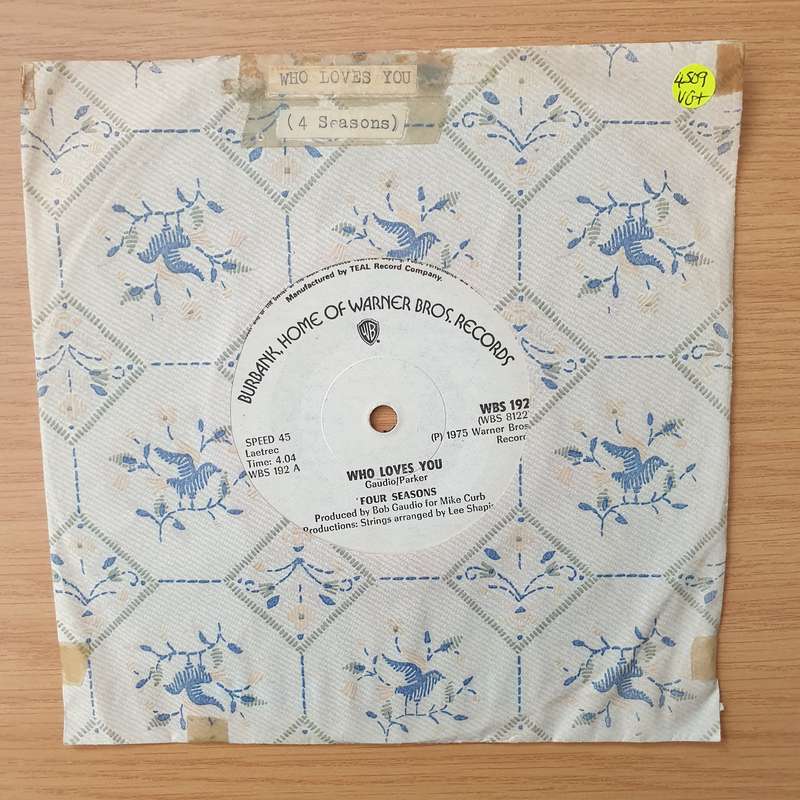 WHO LOVES YOU
(4 Seasons)
4509
VG+
Manufactured by TEAL Record Company.
BURBANK, HOME OF WARNER BROS. RECORDS
WB
WBS 192
(WBS 8122
(P) 1975 Warner Bros.
Recor
SPEED 45
Laetrec
Time: 4.04
WBS 192 A
WHO LOVES YOU
Gaudio/Parker
FOUR SEASONS
Produced by Bob Gaudio for Mike Curb
Productions: Strings arranged by Lee Shapi